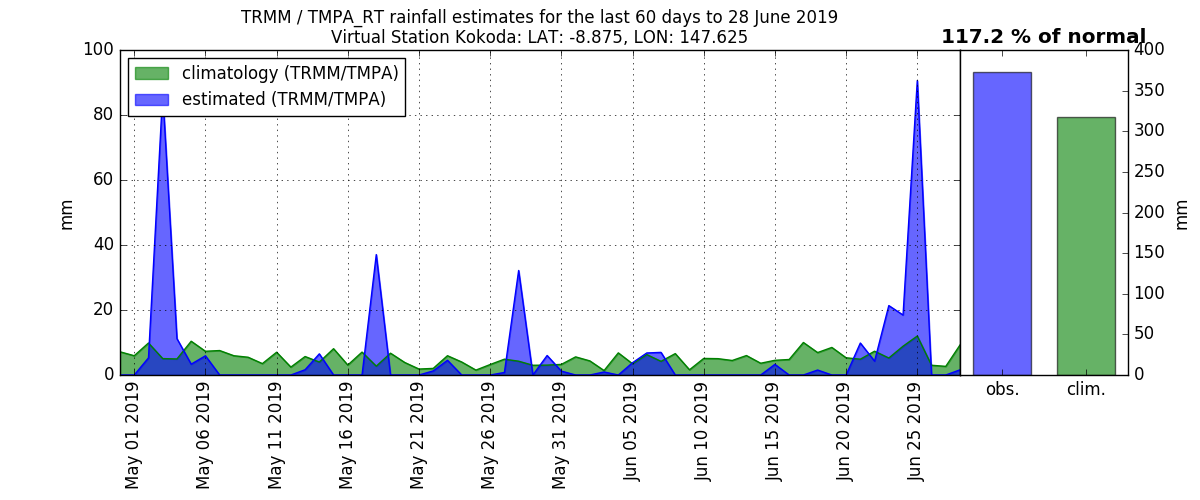 TRMM / TMPA_RT rainfall estimates for the last 60 days to 28 June 2019
Virtual Station Kokoda: LAT: -8.875, LON: 147.625
117.2 % of normal
climatology (TRMM/TMPA)
estimated (TRMM/TMPA)
100
80
60
40
20
0
mm
May 01 2019
May 06 2019
May 11 2019
May 16 2019
May 21 2019
May 26 2019
May 31 2019
Jun 05 2019
Jun 10 2019
Jun 15 2019
Jun 20 2019
Jun 25 2019
obs.
clim.
400
350
300
250
200
150
100
50
0
mm